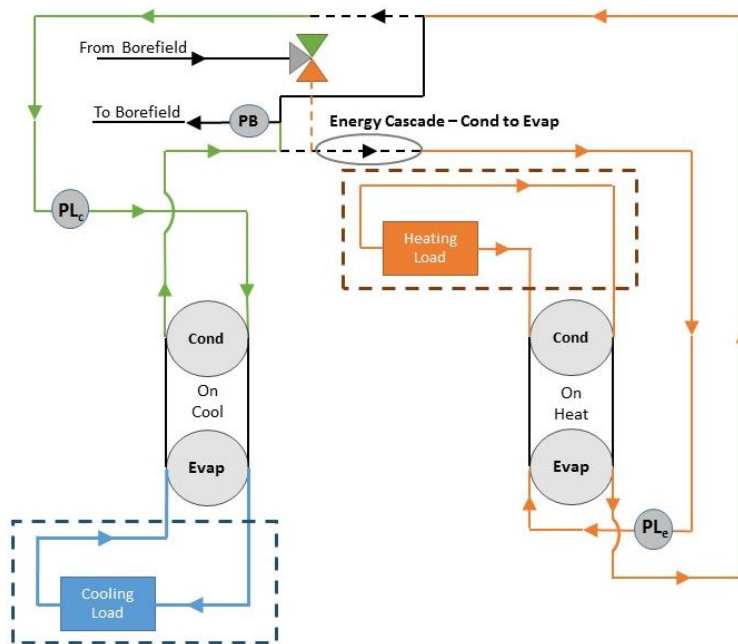 From Borefield
To Borefield
PB
Energy Cascade – Cond to Evap
PLc
Heating
Load
Cond
Cond
On
Cool
On
Heat
Evap
Evap
PLe
Cooling
Load